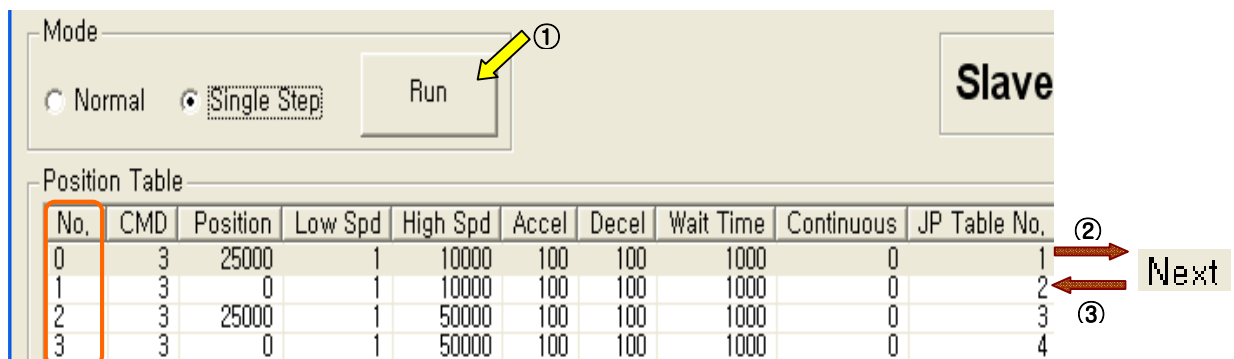 Mode
①
Normal Single Step Run
Slave
Position Table
No. CMD Position Low Spd High Spd Accel Decel Wait Time Continuous JP Table No.
0 3 25000 1 10000 100 100 1000 0 1
②
Next
1 3 0 1 10000 100 100 1000 0 2
③
2 3 25000 1 50000 100 100 1000 0 3
3 3 0 1 50000 100 100 1000 0 4